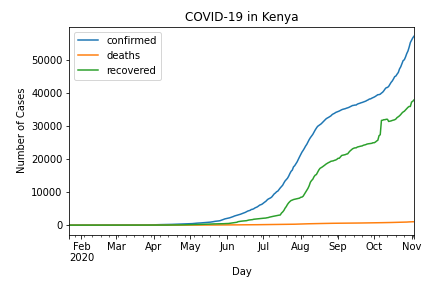 COVID-19 in Kenya
confirmed
deaths
recovered
Number of Cases
50000
40000
30000
20000
10000
0
Feb Mar Apr May Jun Jul Aug Sep Oct Nov
2020
Day